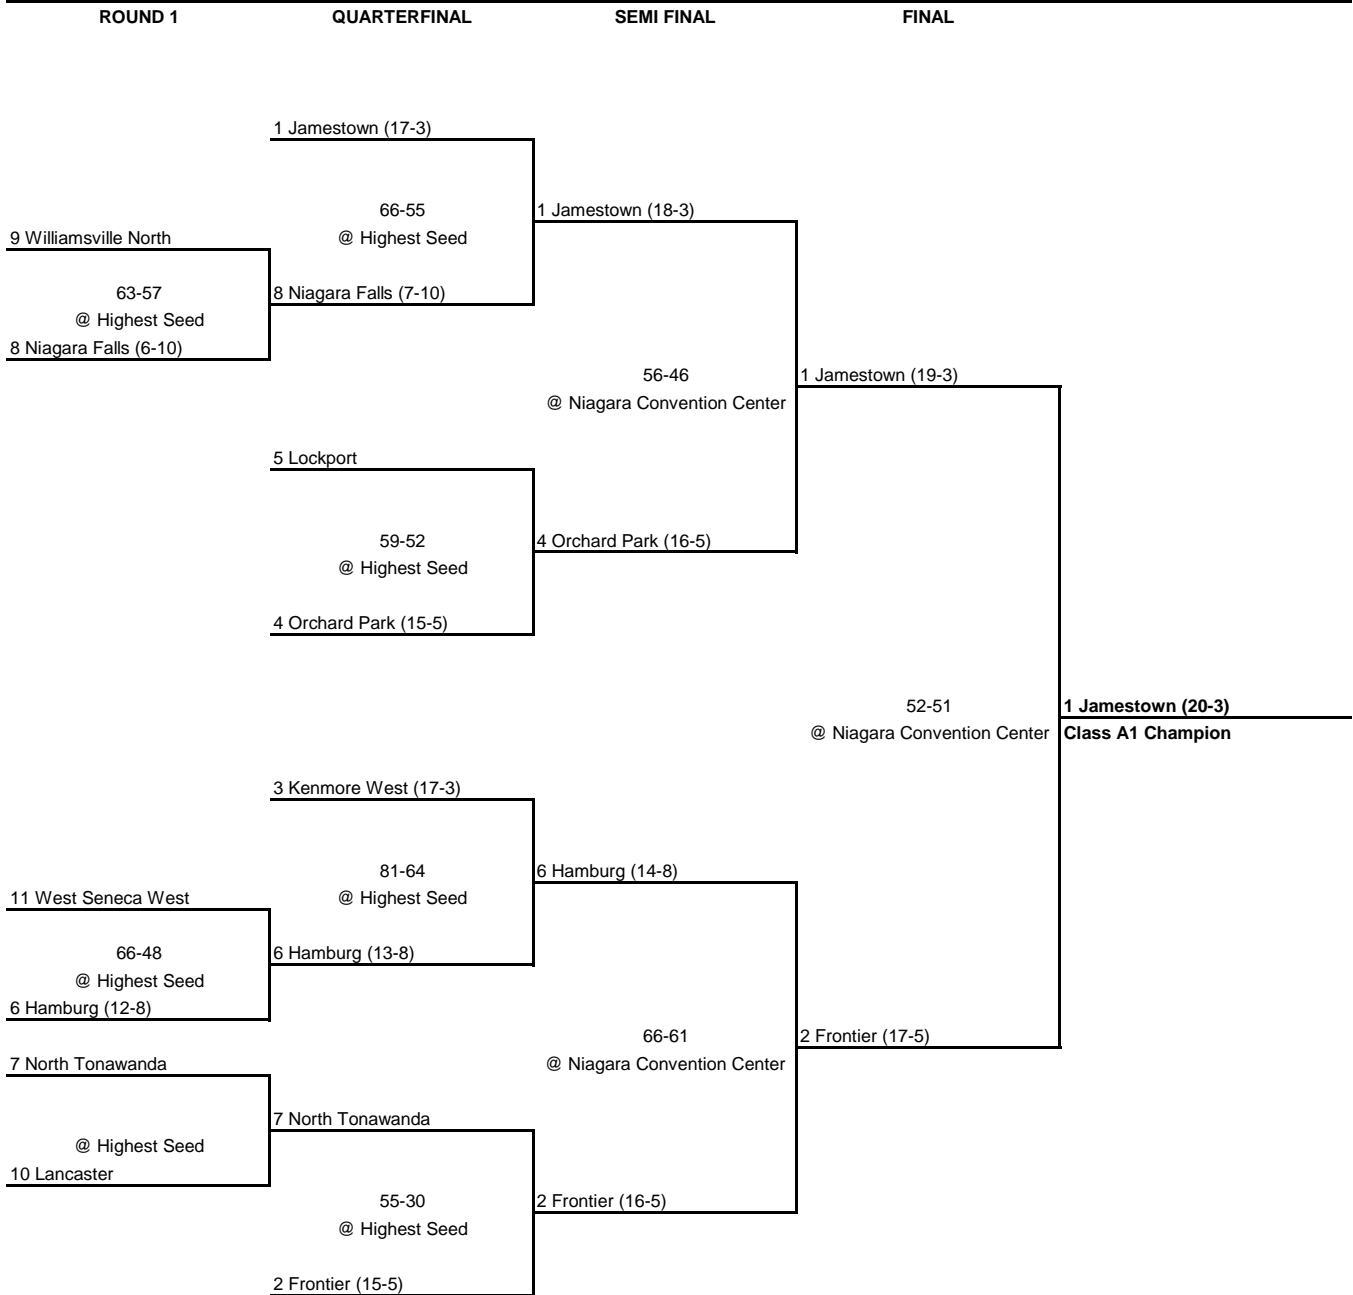 ROUND 1 QUARTERFINAL SEMI FINAL FINAL
1 Jamestown (17-3)
66-55 1 Jamestown (18-3)
9 Williamsville North @ Highest Seed
63-57 8 Niagara Falls (7-10)
@ Highest Seed
8 Niagara Falls (6-10)
56-46 1 Jamestown (19-3)
@ Niagara Convention Center
5 Lockport
59-52 4 Orchard Park (16-5)
@ Highest Seed
4 Orchard Park (15-5)
52-51 1 Jamestown (20-3)
@ Niagara Convention Center Class A1 Champion
3 Kenmore West (17-3)
81-64 6 Hamburg (14-8)
11 West Seneca West @ Highest Seed
66-48 6 Hamburg (13-8)
@ Highest Seed
6 Hamburg (12-8)
66-61 2 Frontier (17-5)
7 North Tonawanda @ Niagara Convention Center
7 North Tonawanda
@ Highest Seed
10 Lancaster
55-30 2 Frontier (16-5)
@ Highest Seed
2 Frontier (15-5)